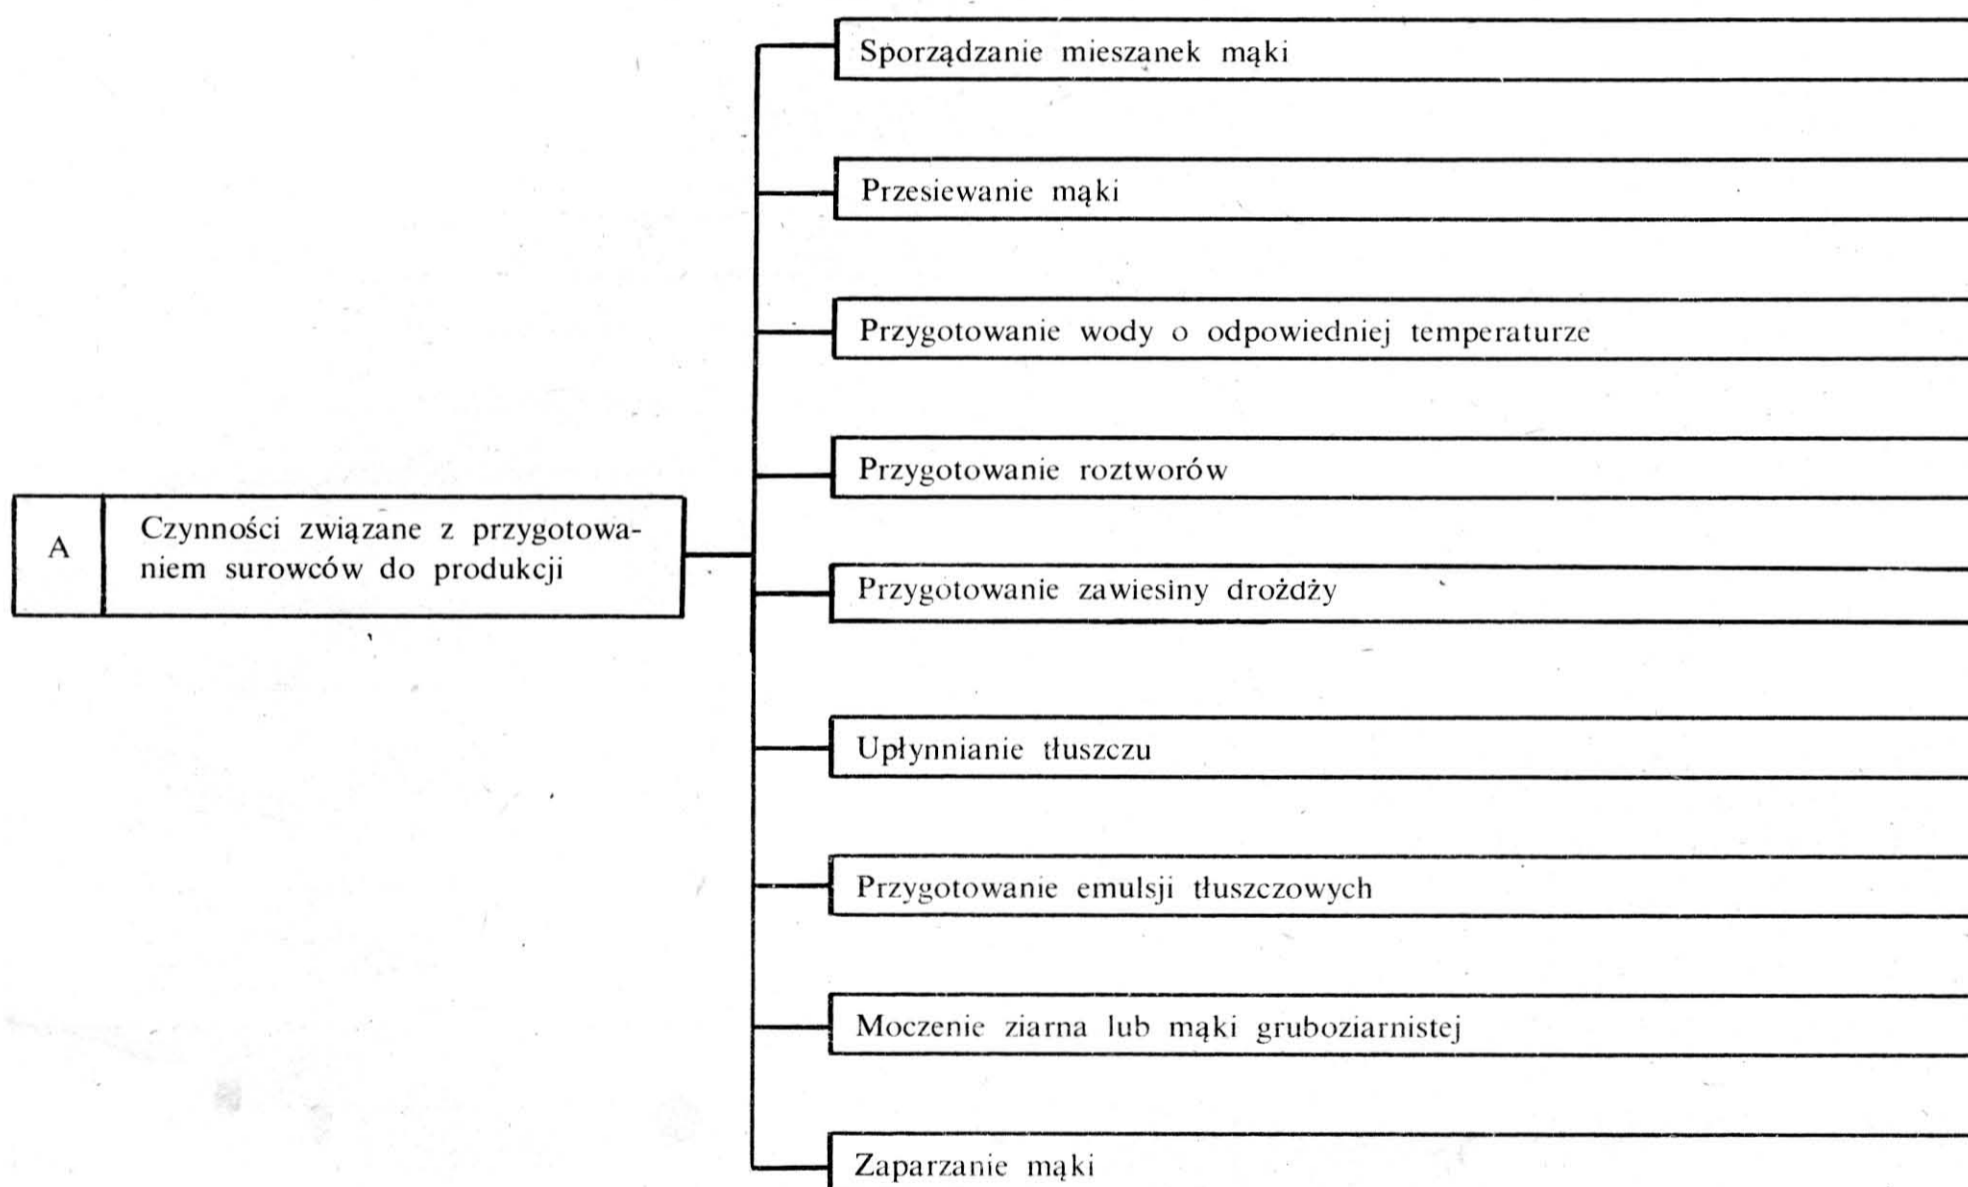 Sporządzanie mieszanek mąki
Przesiewanie mąki
Przygotowanie wody o odpowiedniej temperaturze
Przygotowanie roztworów
A
Czynności związane z przygotowa-
niem surowców do produkcji
Przygotowanie zawiesiny drożdży
Upłynnianie tłuszczu
Przygotowanie emulsji tłuszczowych
Moczenie ziarna lub mąki gruboziarnistej
Zaparzanie mąki